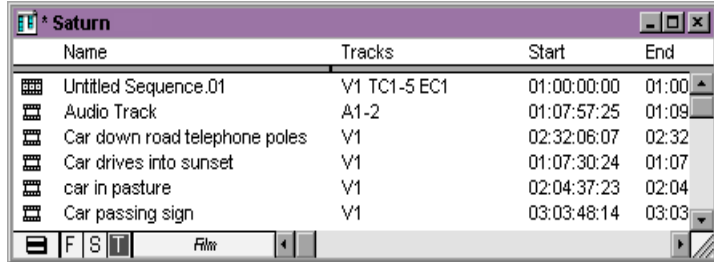 * Saturn
Name Tracks Start End
Untitled Sequence.01 V1 TC1-5 EC1 01:00:00:00 01:00
Audio Track A1-2 01:07:57:25 01:09
Car down road telephone poles V1 02:32:06:07 02:32
Car drives into sunset V1 01:07:30:24 01:07
car in pasture V1 02:04:37:23 02:04
Car passing sign V1 03:03:48:14 03:03
F S T Film